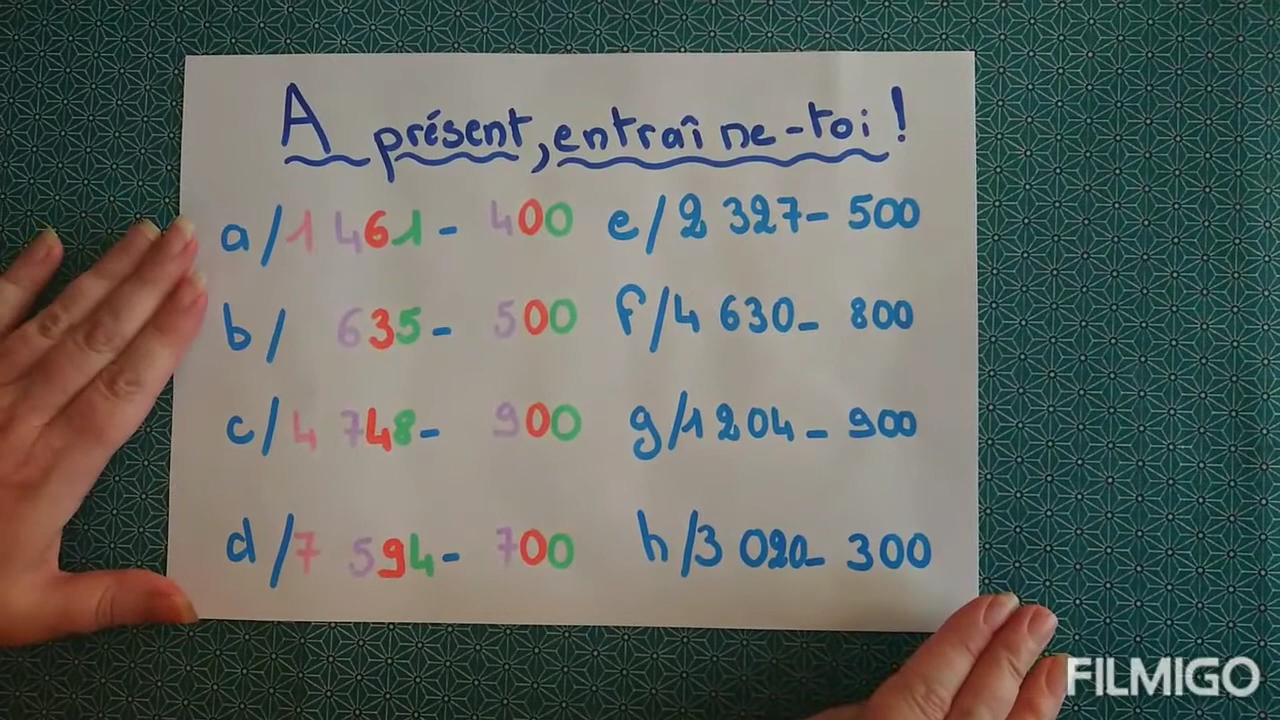 A présent, entraîne-toi !
a/ 1 461 - 400
b/ 635 - 500
c/ 4 748 - 900
d/ 7 594 - 700
e/ 2 327 - 500
f/ 4 630 - 800
g/ 1 204 - 900
h/ 3 020 - 300
FILMIGO